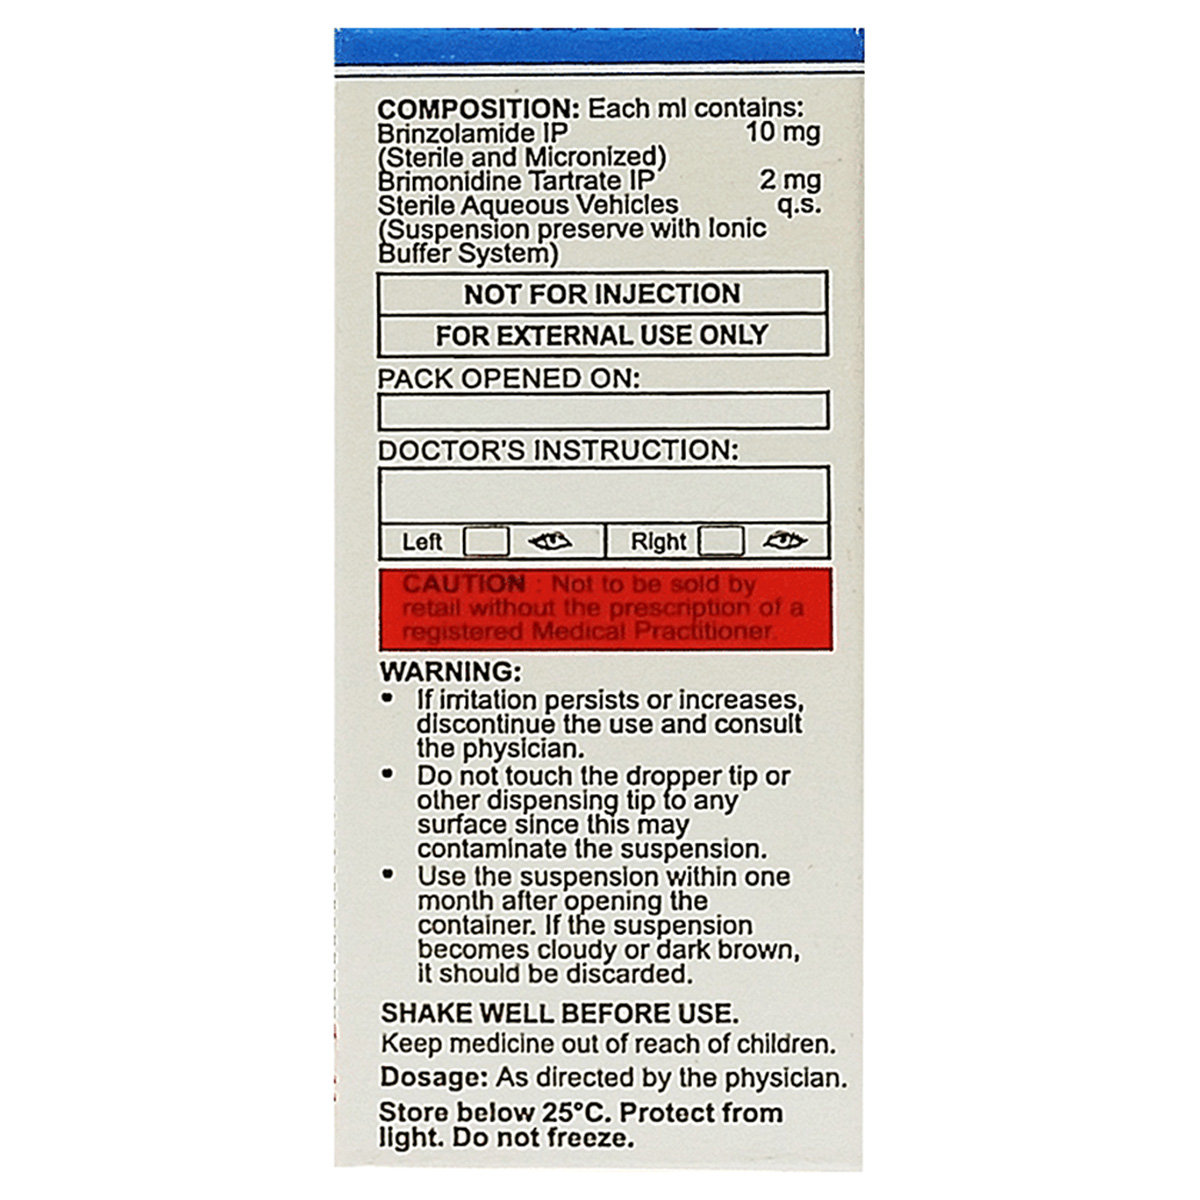 COMPOSITION: Each ml contains:
Brinzolamide IP 10 mg
(Sterile and Micronized)
Brimonidine Tartrate IP 2 mg
Sterile Aqueous Vehicles q.s.
(Suspension preserve with Ionic
Buffer System)
NOT FOR INJECTION
FOR EXTERNAL USE ONLY
PACK OPENED ON:
DOCTOR'S INSTRUCTION:
Left Right
CAUTION : Not to be sold by
retail without the prescription of a
registered Medical Practitioner.
WARNING:
• If irritation persists or increases,
discontinue the use and consult
the physician.
• Do not touch the dropper tip or
other dispensing tip to any
surface since this may
contaminate the suspension.
• Use the suspension within one
month after opening the
container. If the suspension
becomes cloudy or dark brown,
it should be discarded.
SHAKE WELL BEFORE USE.
Keep medicine out of reach of children.
Dosage: As directed by the physician.
Store below 25°C. Protect from
light. Do not freeze.